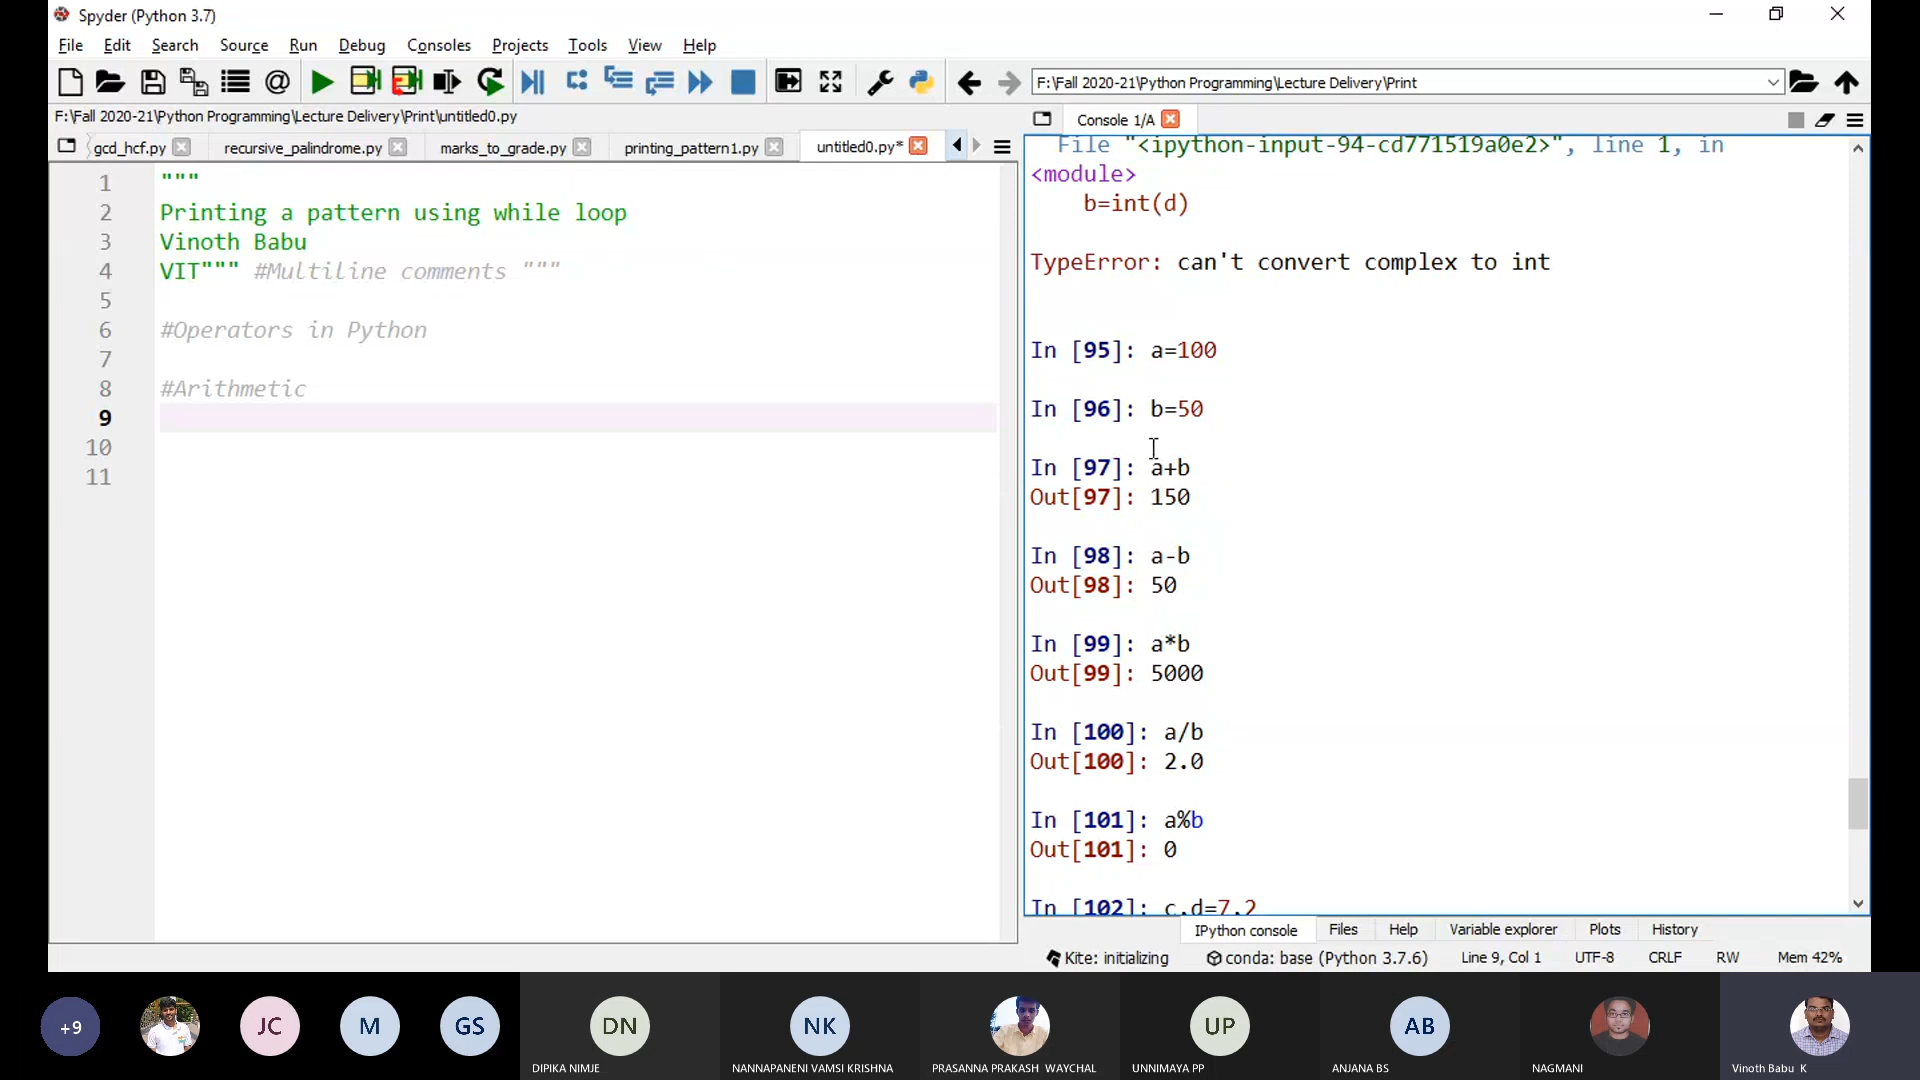 Spyder (Python 3.7)
File Edit Search Source Run Debug Consoles Projects Tools View Help
F:\Fall 2020-21\Python Programming\Lecture Delivery\Print
F:\Fall 2020-21\Python Programming\Lecture Delivery\Print\untitled0.py
gcd_hcf.py recursive_palindrome.py marks_to_grade.py printing_pattern1.py untitled0.py*
1 """
2 Printing a pattern using while loop
3 Vinoth Babu
4 VIT""" #Multiline comments """
5
6 #Operators in Python
7
8 #Arithmetic
9
10
11
Console 1/A
File "<ipython-input-94-cd771519a0e2>", line 1, in
<module>
b=int(d)
TypeError: can't convert complex to int
In [95]: a=100
In [96]: b=50
In [97]: a+b
Out[97]: 150
In [98]: a-b
Out[98]: 50
In [99]: a*b
Out[99]: 5000
In [100]: a/b
Out[100]: 2.0
In [101]: a%b
Out[101]: 0
In [102]: c,d=7,2
IPython console Files Help Variable explorer Plots History
Kite: initializing conda: base (Python 3.7.6) Line 9, Col 1 UTF-8 CRLF RW Mem 42%
+9 JC M GS DN NK UP AB
DIPIKA NIMJE NANNAPANENI VAMSI KRISHNA PRASANNA PRAKASH WAYCHAL UNNIMAYA PP ANJANA BS NAGMANI Vinoth Babu K